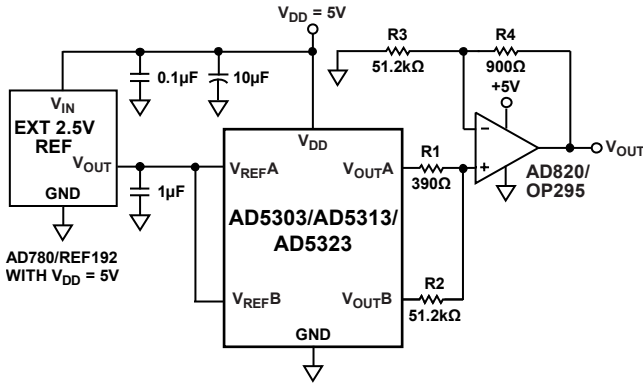 V_DD = 5V
R3
51.2kΩ
R4
900Ω
0.1µF
10µF
+5V
V_IN
EXT 2.5V
REF
V_OUT
GND
1µF
V_DD
V_REFA
V_OUTA
R1
390Ω
−
+
V_OUT
AD820/
OP295
AD5303/AD5313/
AD5323
AD780/REF192
WITH V_DD = 5V
V_REFB
V_OUTB
R2
51.2kΩ
GND